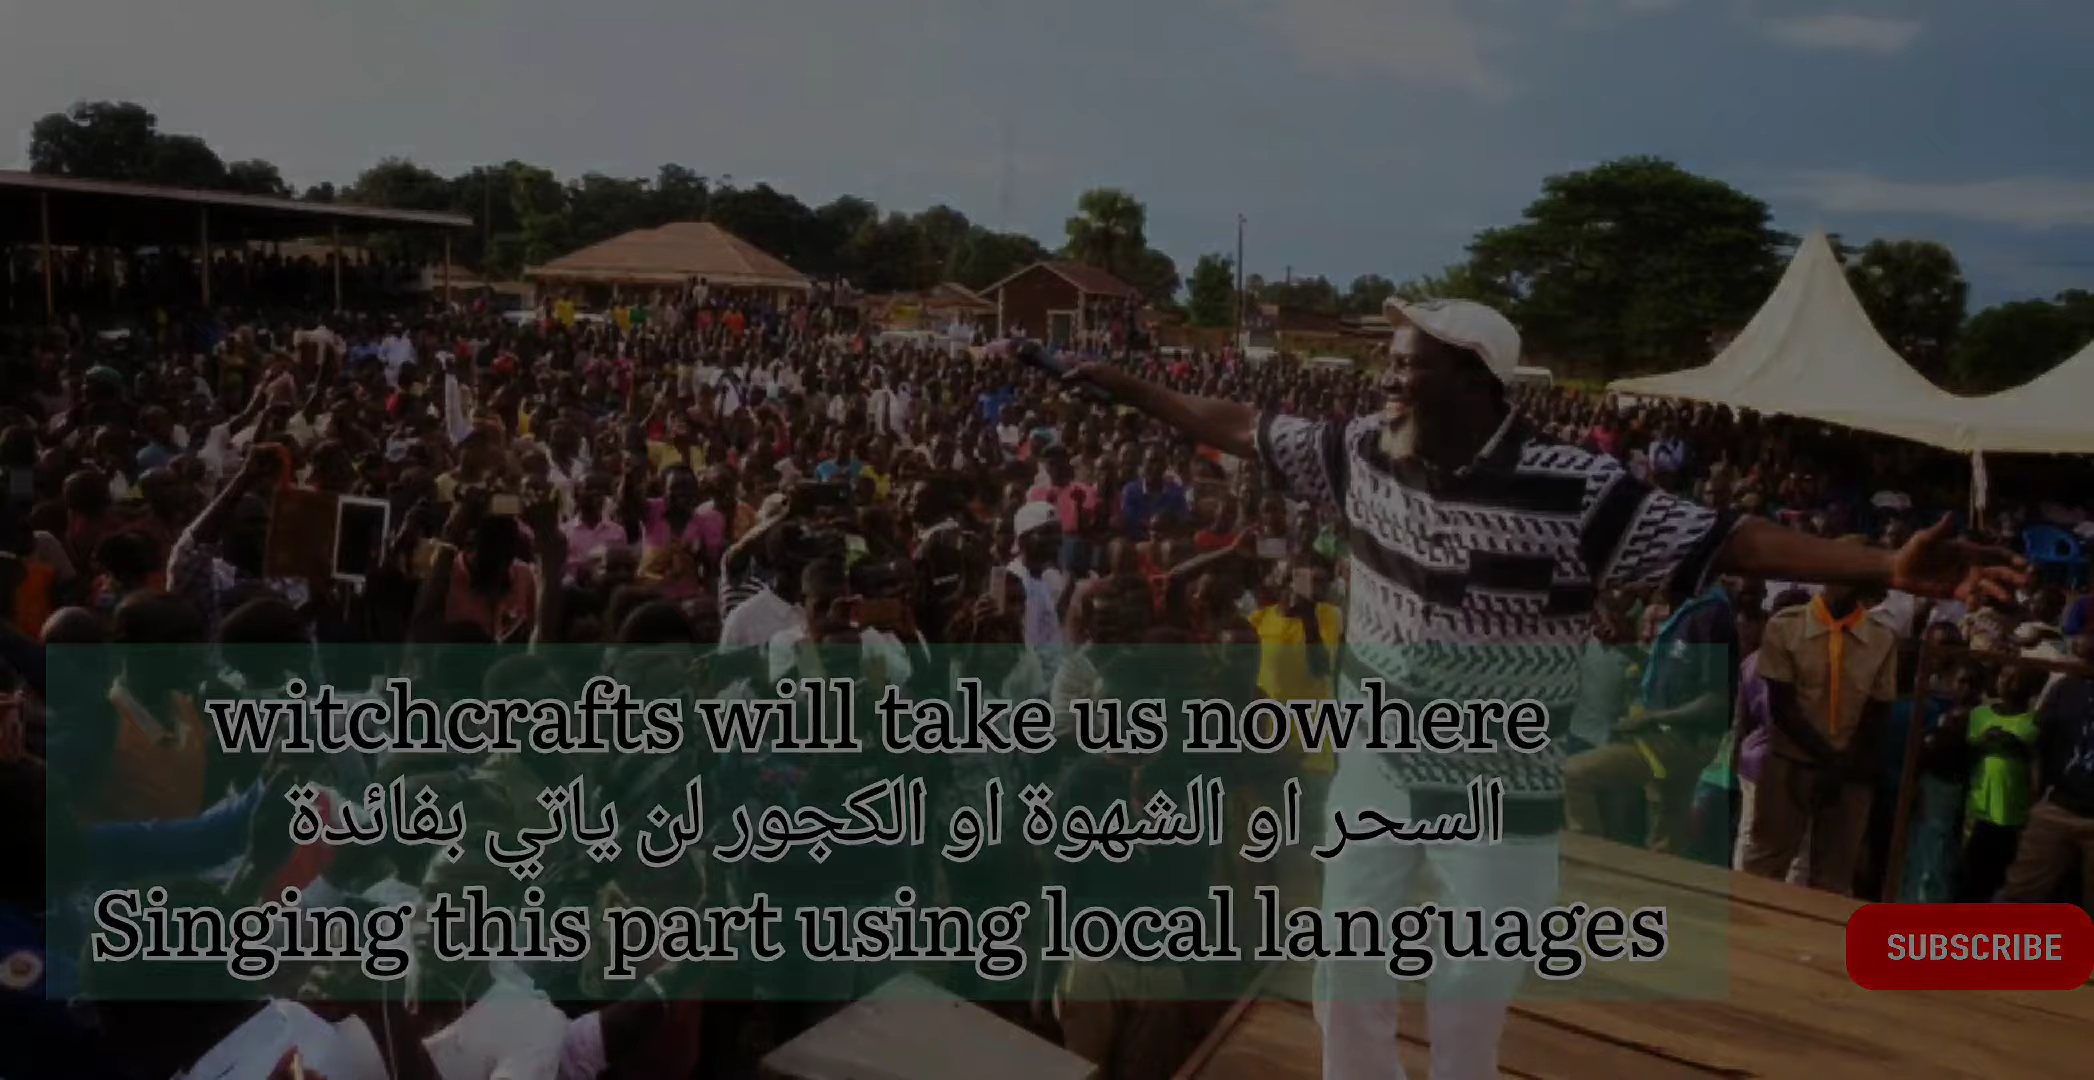 witchcrafts will take us nowhere
السحر او الشهوة او الكجور لن ياتي بفائدة
Singing this part using local languages
SUBSCRIBE